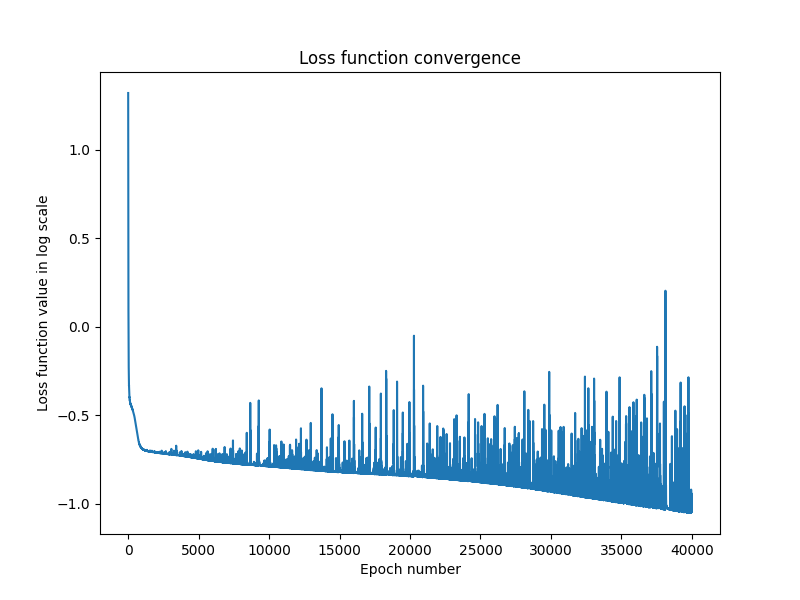 Loss function convergence
Loss function value in log scale
1.0
0.5
0.0
−0.5
−1.0
0 5000 10000 15000 20000 25000 30000 35000 40000
Epoch number